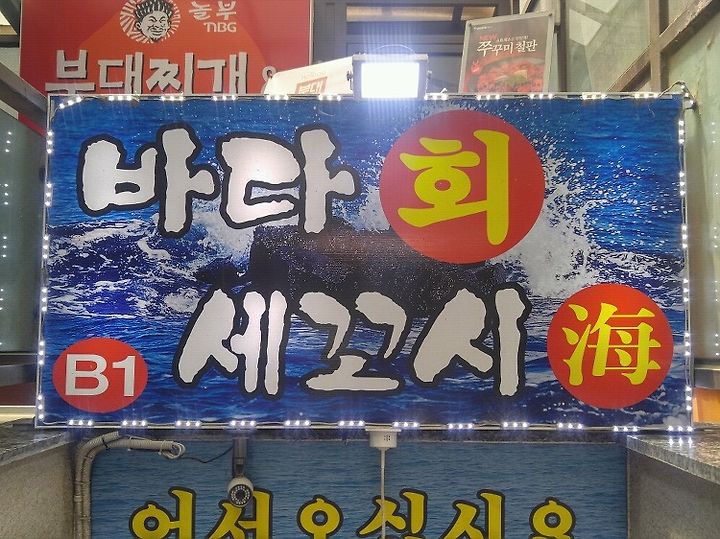 놀부
NBG
부대찌개 &
쭈꾸미철판
바다 회
세꼬시 海
B1
어서오십시오